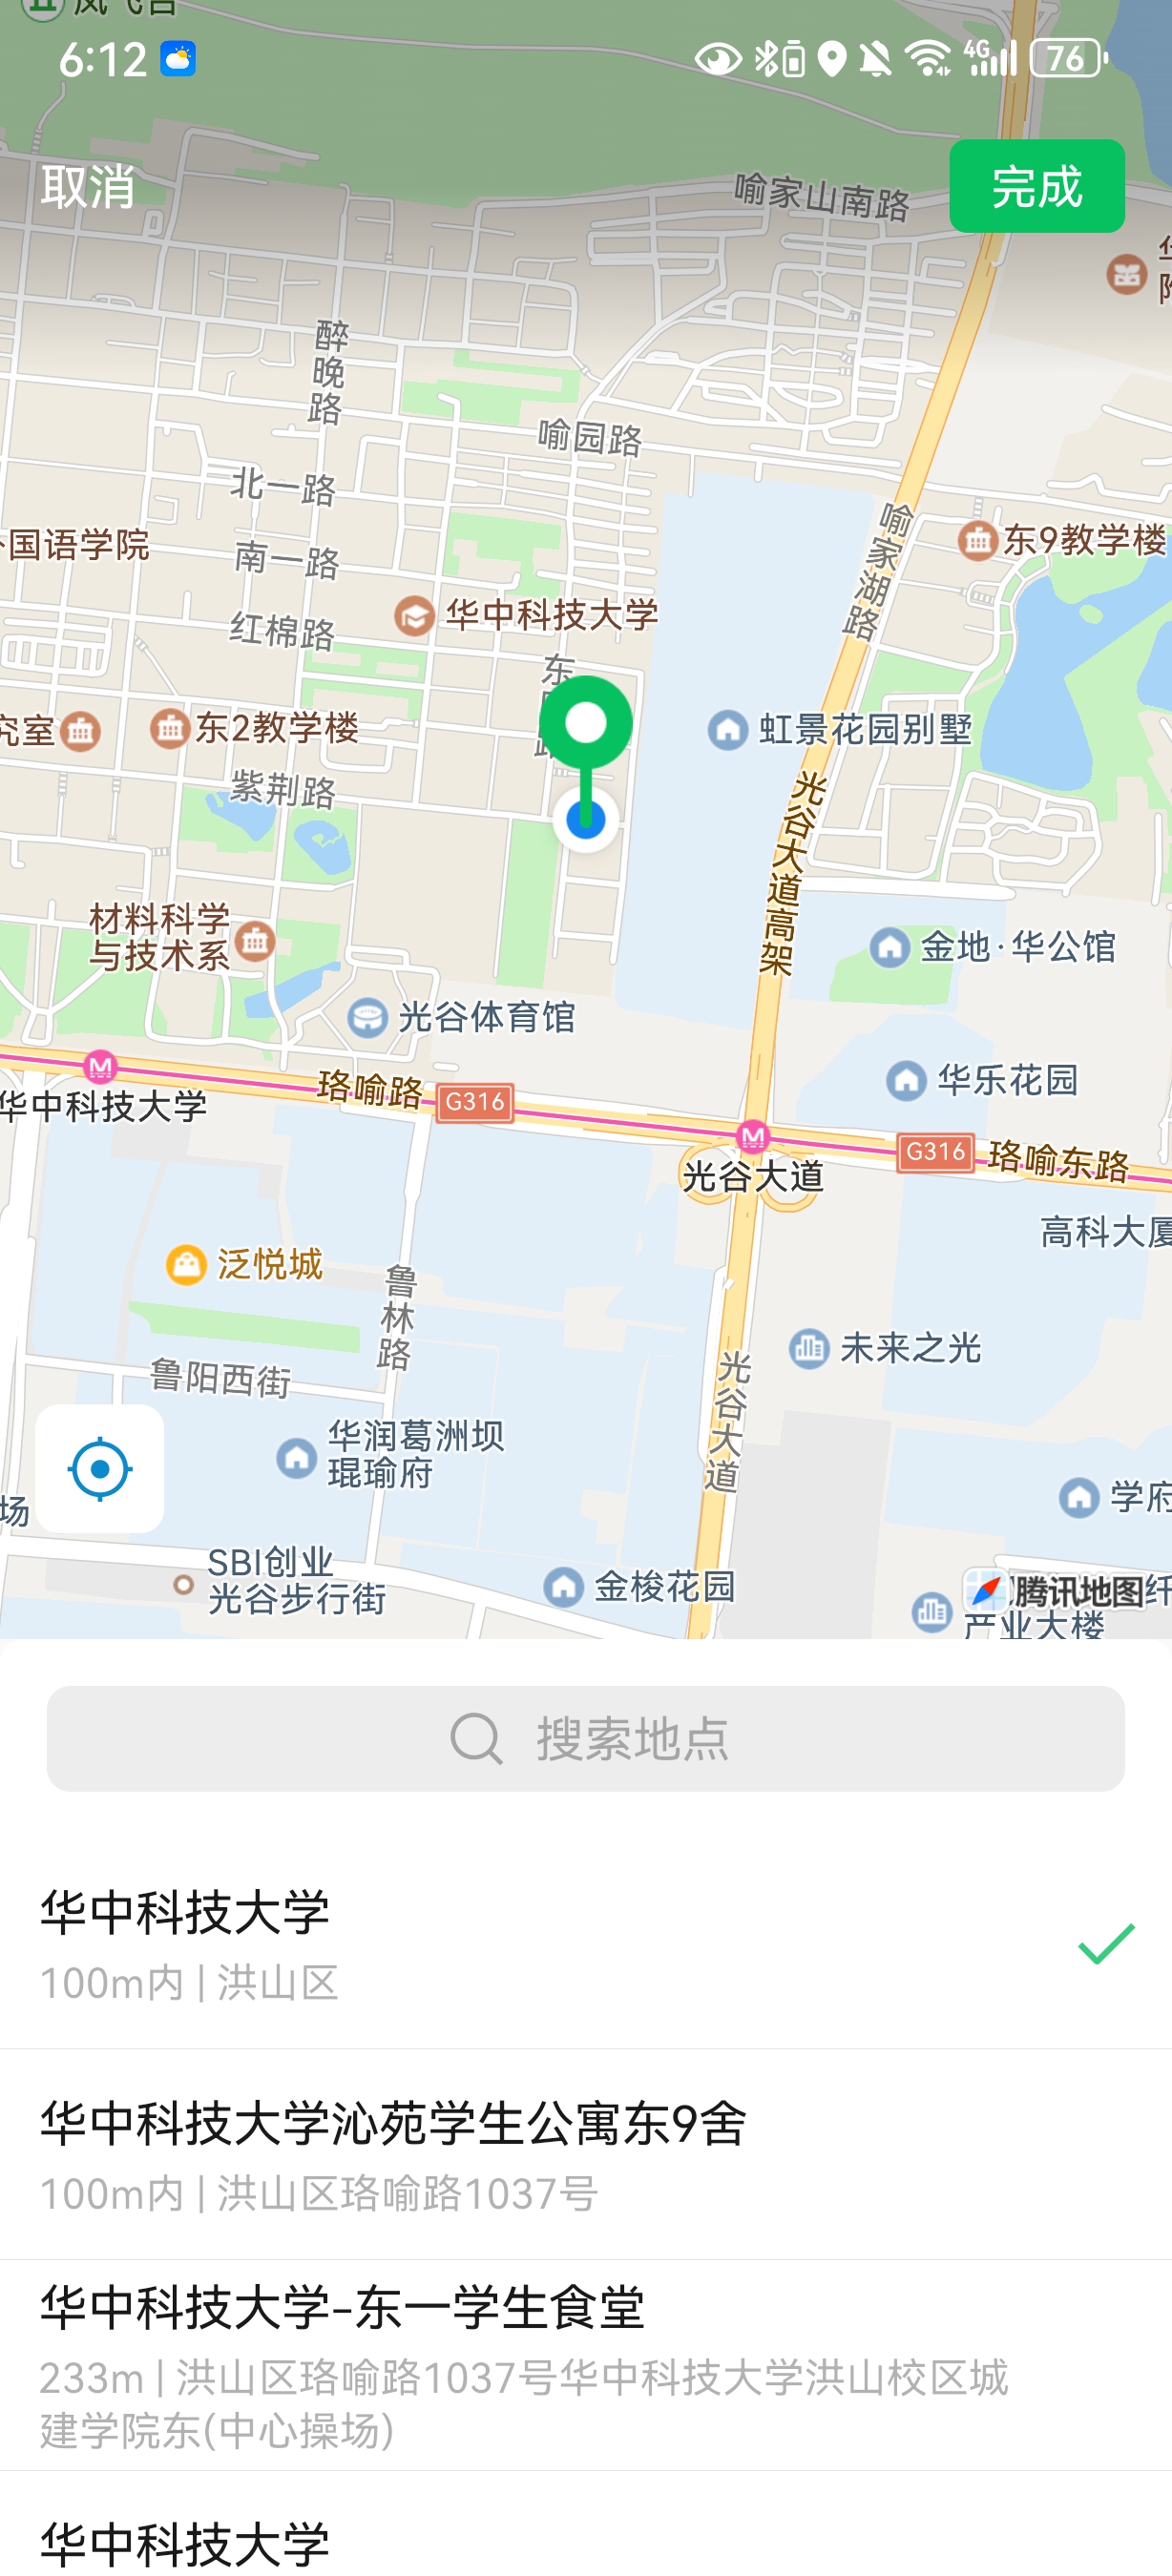 凤飞台
6:12
4G
76
取消
完成
喻家山南路
醉晚路
喻园路
北一路
喻家湖路
东9教学楼
国语学院
南一路
华中科技大学
红棉路
东
路
究室
东2教学楼
虹景花园别墅
紫荆路
光谷大道高架
材料科学
与技术系
金地·华公馆
光谷体育馆
华乐花园
珞喻路
G316
华中科技大学
光谷大道
G316
珞喻东路
高科大厦
泛悦城
鲁林路
未来之光
鲁阳西街
光谷大道
华润葛洲坝
琨瑜府
学府
场
SBI创业
光谷步行街
金梭花园
腾讯地图
产业大楼
搜索地点
华中科技大学
100m内 | 洪山区
华中科技大学沁苑学生公寓东9舍
100m内 | 洪山区珞喻路1037号
华中科技大学-东一学生食堂
233m | 洪山区珞喻路1037号华中科技大学洪山校区城
建学院东(中心操场)
华中科技大学